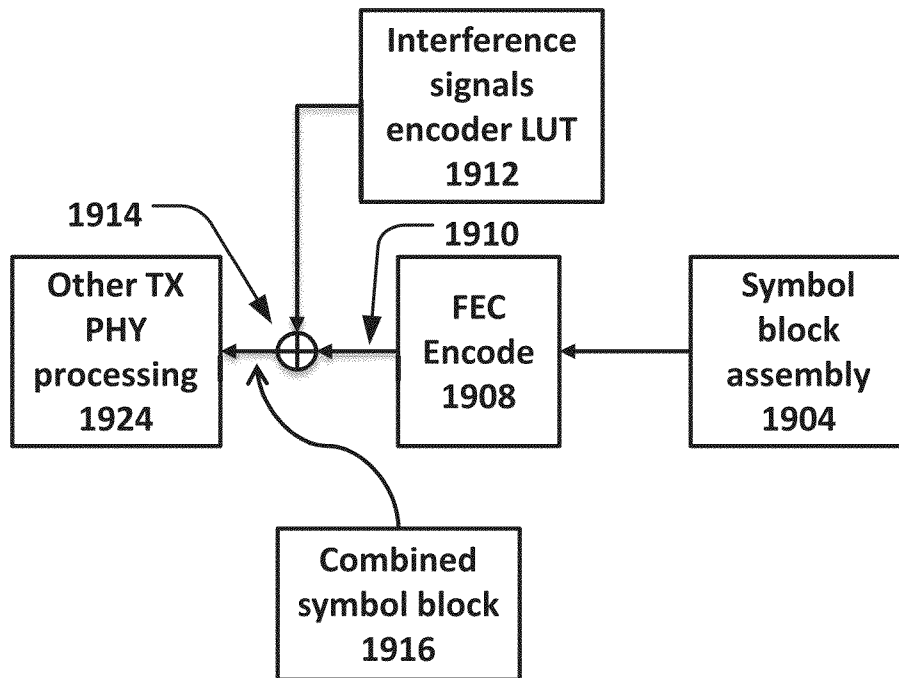 Interference
signals
encoder LUT
1912
1914
1910
Other TX
PHY
processing
1924
FEC
Encode
1908
Symbol
block
assembly
1904
Combined
symbol block
1916